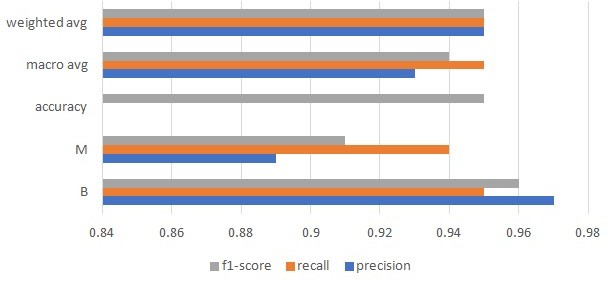 weighted avg
macro avg
accuracy
M
B
0.84 0.86 0.88 0.9 0.92 0.94 0.96 0.98
f1-score recall precision